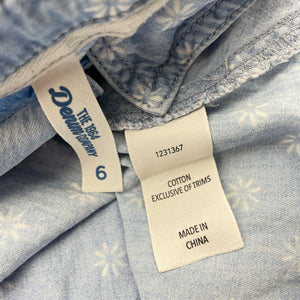 THE 1964
Denim
COMPANY
6
1231367
COTTON
EXCLUSIVE OF TRIMS
MADE IN
CHINA